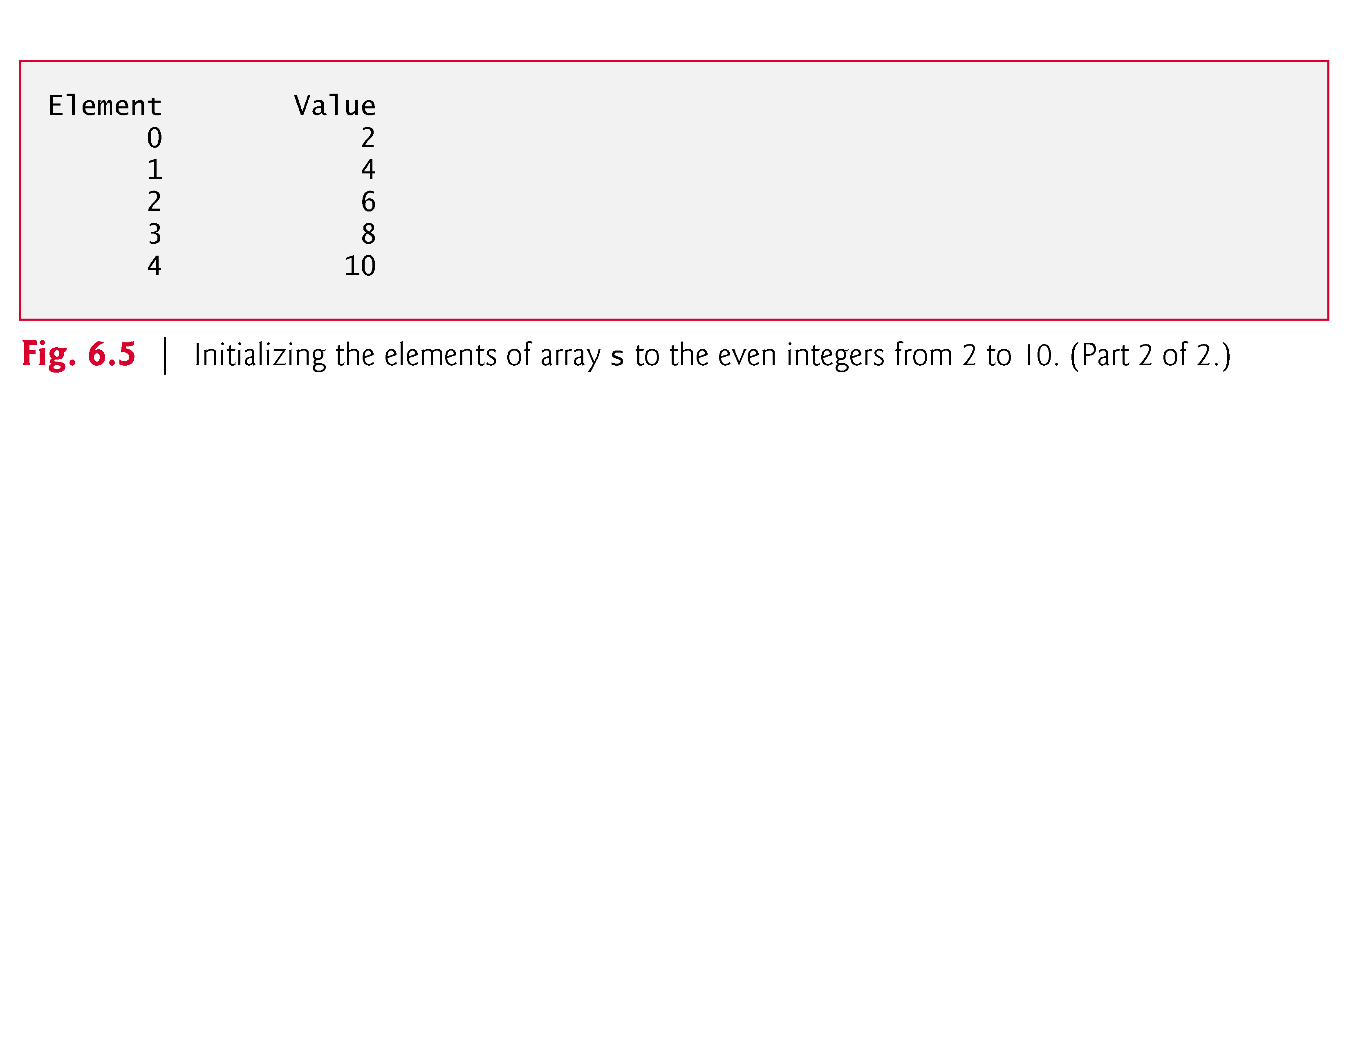 Element Value
0 2
1 4
2 6
3 8
4 10
Fig. 6.5 | Initializing the elements of array s to the even integers from 2 to 10. (Part 2 of 2.)